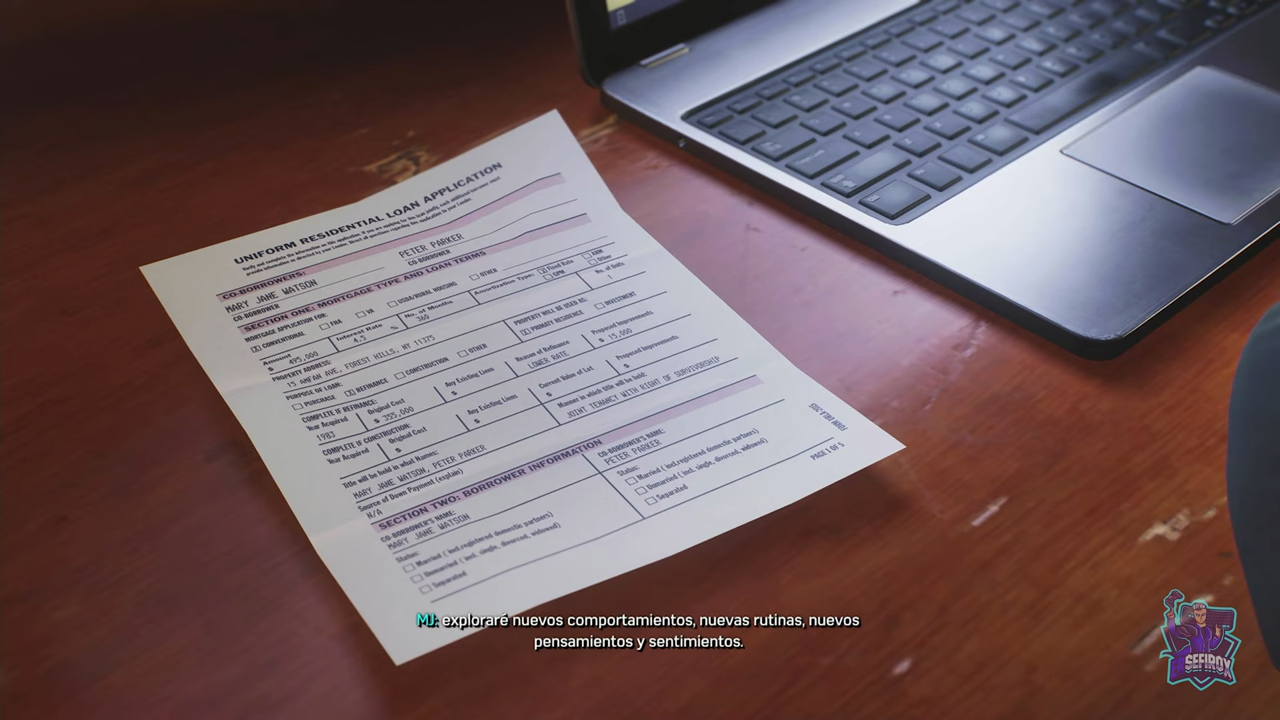 UNIFORM RESIDENTIAL LOAN APPLICATION
CO-BORROWERS:
MARY JANE WATSON PETER PARKER
CO-BORROWER CO-BORROWER
SECTION ONE: MORTGAGE TYPE AND LOAN TERMS
MORTGAGE APPLICATION FOR:
CONVENTIONAL FHA VA USDA/RURAL HOUSING OTHER
Amortization Type: Fixed Rate ARM
GPM Other
Amount Interest Rate No. of Months No. of Units
$ 495,000 4.5 % 360 1
PROPERTY ADDRESS:
FOREST HILLS, NY 11375
PROPERTY WILL BE USED AS:
PRIMARY RESIDENCE INVESTMENT
PURPOSE OF LOAN:
PURCHASE REFINANCE CONSTRUCTION OTHER
COMPLETE IF REFINANCE:
Year Acquired Original Cost Any Existing Liens Reason of Refinance Proposed Improvements
1983 $ 355,000 $ LOWER RATE $ 15,000
COMPLETE IF CONSTRUCTION:
Year Acquired Original Cost Any Existing Liens Current Value of Lot Proposed Improvements
$ $ $ $
Title will be held in what Names: Manner in which title will be held:
MARY JANE WATSON, PETER PARKER JOINT TENANCY WITH RIGHT OF SURVIVORSHIP
Source of Down Payment (explain)
N/A
SECTION TWO: BORROWER INFORMATION
CO-BORROWER'S NAME: CO-BORROWER'S NAME:
MARY JANE WATSON PETER PARKER
Status: Status:
Married ( incl.registered domestic partners) Married ( incl.registered domestic partners)
Unmarried ( incl. single, divorced, widowed) Unmarried ( incl. single, divorced, widowed)
Separated Separated
PAGE 1 OF 5
MJ: exploraré nuevos comportamientos, nuevas rutinas, nuevos
pensamientos y sentimientos.
SEFIROX